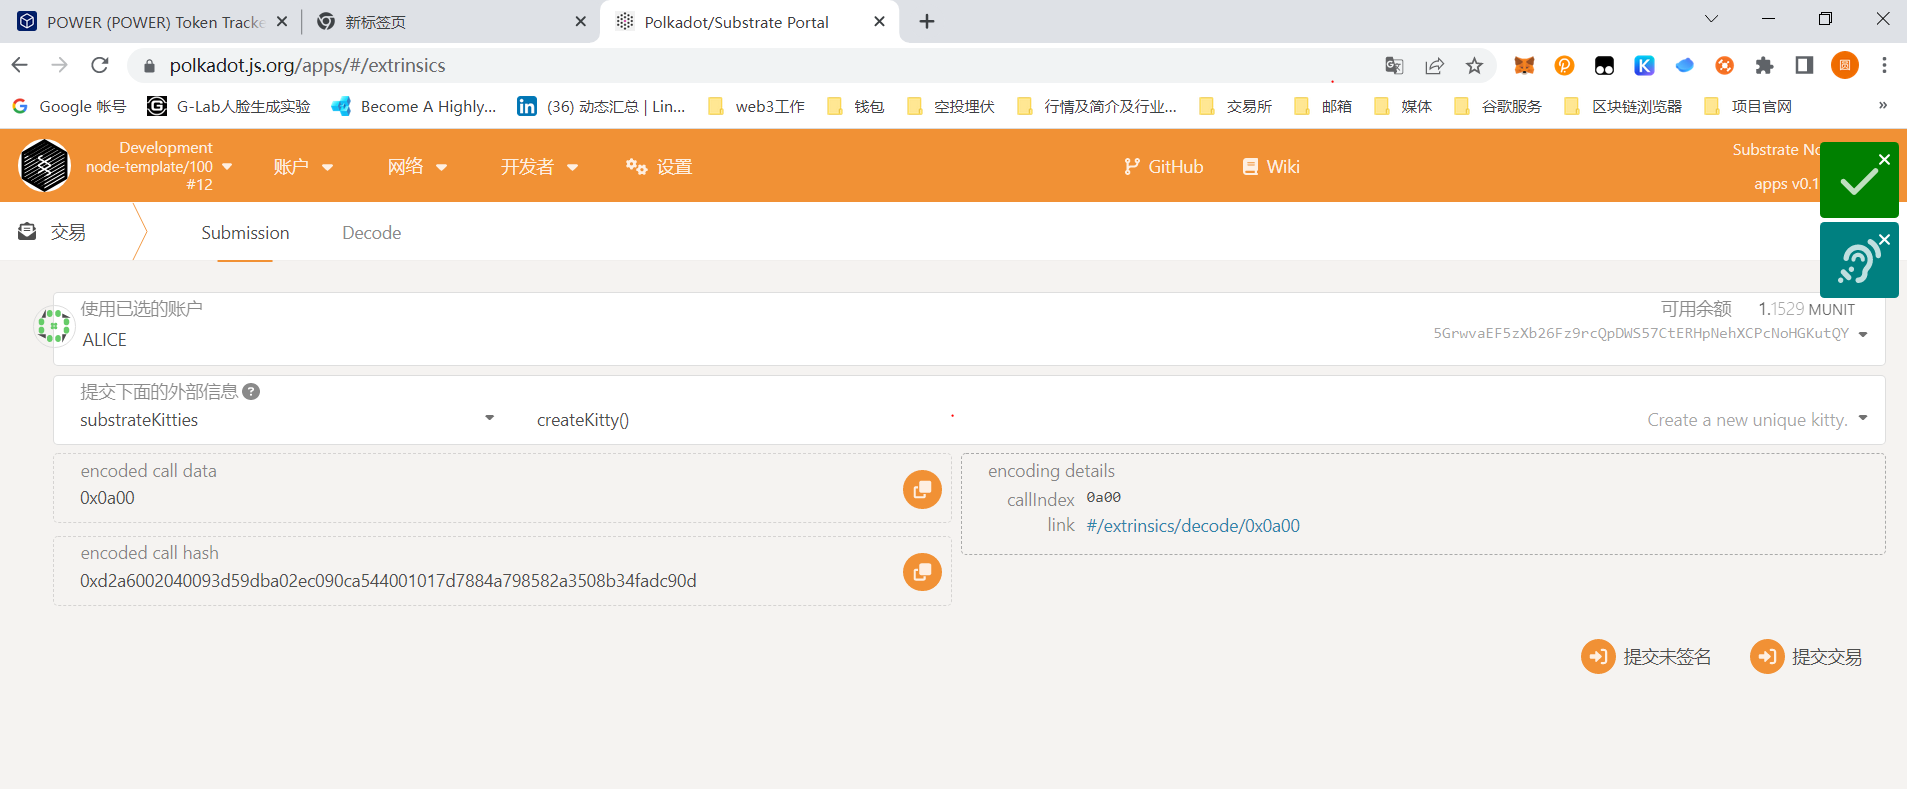 POWER (POWER) Token Tracke
新标签页
Polkadot/Substrate Portal
polkadot.js.org/apps/#/extrinsics
圆
Google 帐号
G-Lab人脸生成实验
Become A Highly...
(36) 动态汇总 | Lin...
web3工作
钱包
空投埋伏
行情及简介及行业...
交易所
邮箱
媒体
谷歌服务
区块链浏览器
项目官网
»
Development
node-template/100
#12
账户
网络
开发者
设置
GitHub
Wiki
Substrate No
apps v0.1
交易
Submission
Decode
使用已选的账户
ALICE
可用余额 1.1529 MUNIT
5GrwvaEF5zXb26Fz9rcQpDWS57CtERHpNehXCPcNoHGKutQY
提交下面的外部信息
substrateKitties
createKitty()
Create a new unique kitty.
encoded call data
0x0a00
encoding details
callIndex 0a00
link #/extrinsics/decode/0x0a00
encoded call hash
0xd2a6002040093d59dba02ec090ca544001017d7884a798582a3508b34fadc90d
提交未签名
提交交易